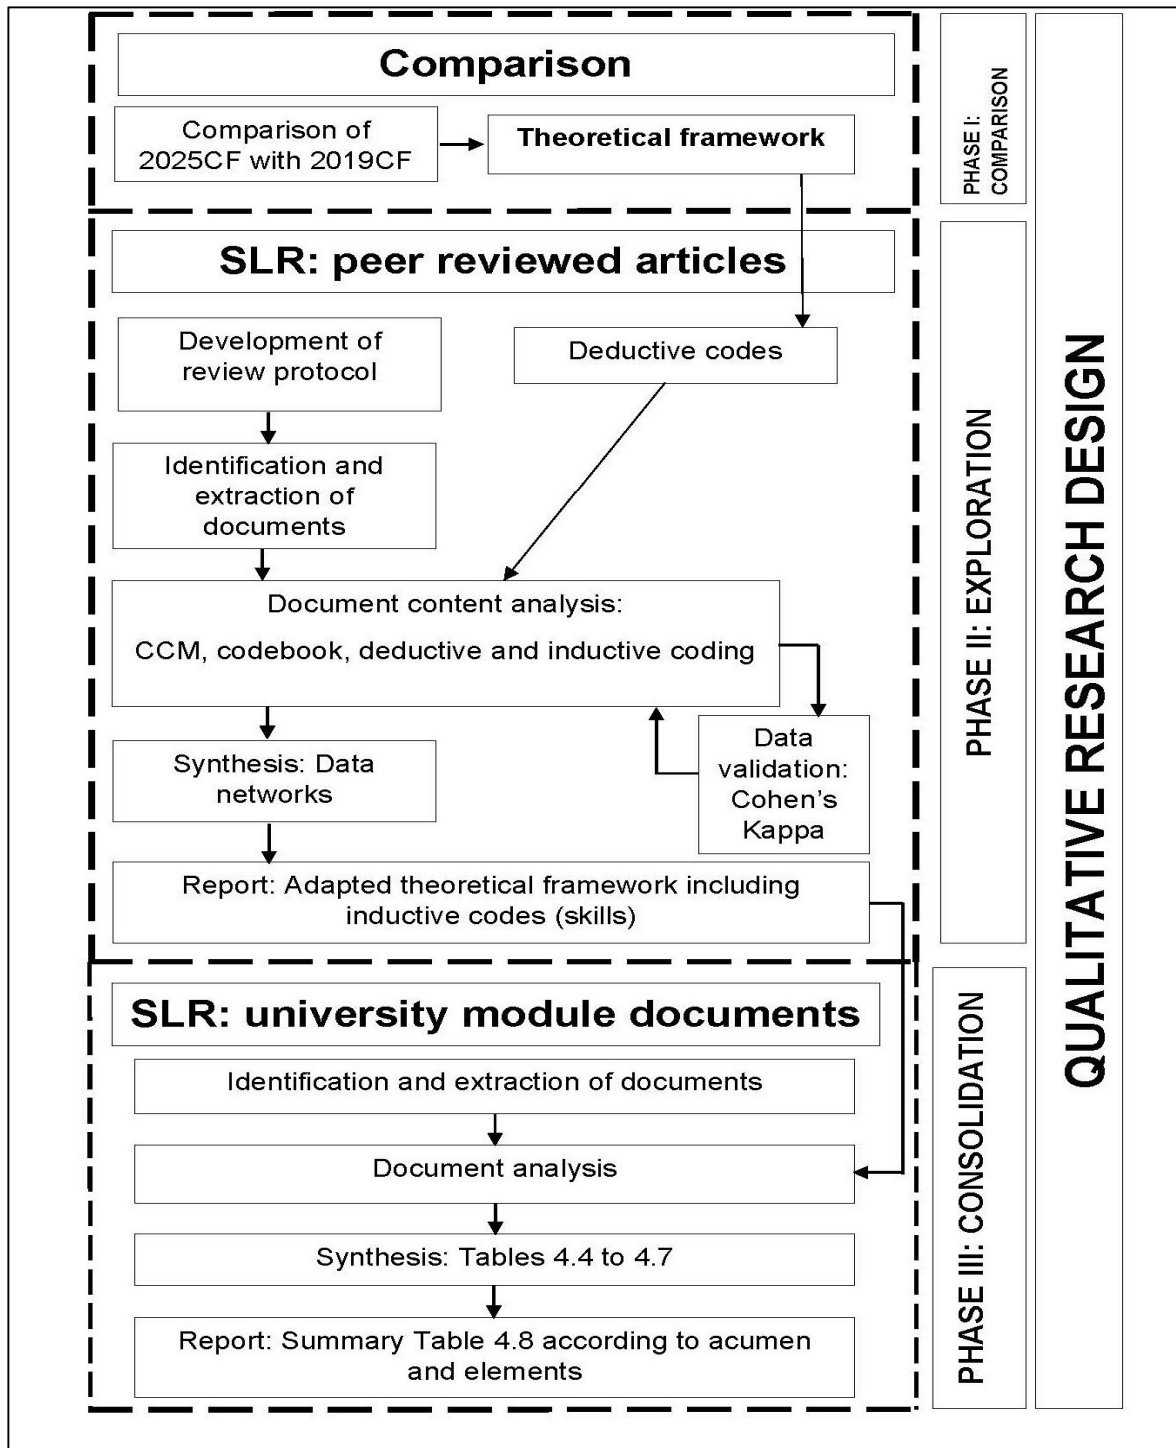 Comparison
Comparison of
2025CF with 2019CF
Theoretical framework
PHASE I:
COMPARISON
SLR: peer reviewed articles
Development of
review protocol
Deductive codes
Identification and
extraction of
documents
Document content analysis:
CCM, codebook, deductive and inductive coding
Data
validation:
Cohen's
Kappa
Synthesis: Data
networks
Report: Adapted theoretical framework including
inductive codes (skills)
PHASE II: EXPLORATION
SLR: university module documents
Identification and extraction of documents
Document analysis
Synthesis: Tables 4.4 to 4.7
Report: Summary Table 4.8 according to acumen
and elements
PHASE III: CONSOLIDATION
QUALITATIVE RESEARCH DESIGN